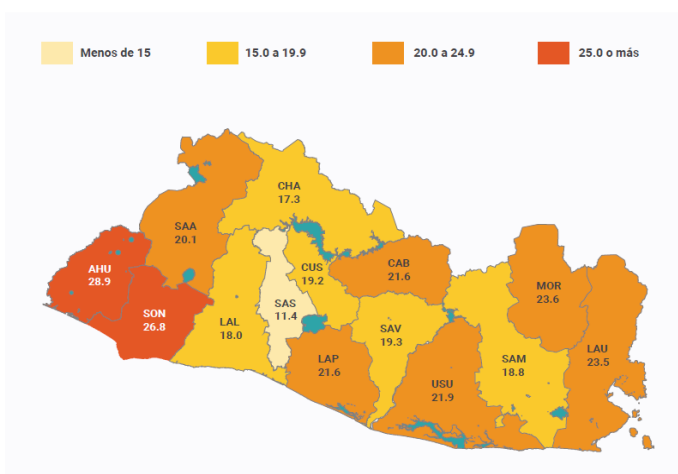 Menos de 15
15.0 a 19.9
20.0 a 24.9
25.0 o más
CHA
17.3
SAA
20.1
AHU
28.9
SON
26.8
LAL
18.0
SAS
11.4
CUS
19.2
CAB
21.6
LAP
21.6
SAV
19.3
USU
21.9
SAM
18.8
MOR
23.6
LAU
23.5